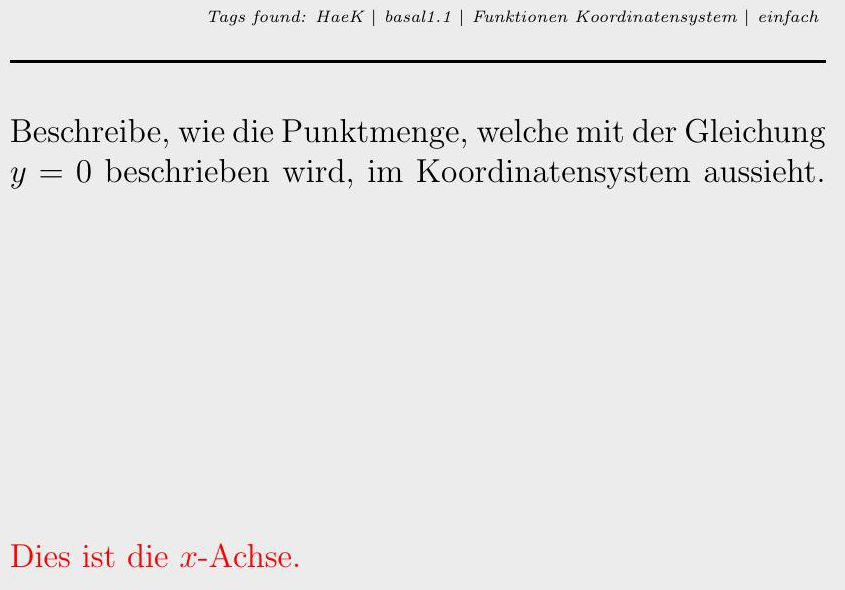 Tags found: HaeK | basal1.1 | Funktionen Koordinatensystem | einfach
Beschreibe, wie die Punktmenge, welche mit der Gleichung
y = 0 beschrieben wird, im Koordinatensystem aussieht.
Dies ist die x-Achse.